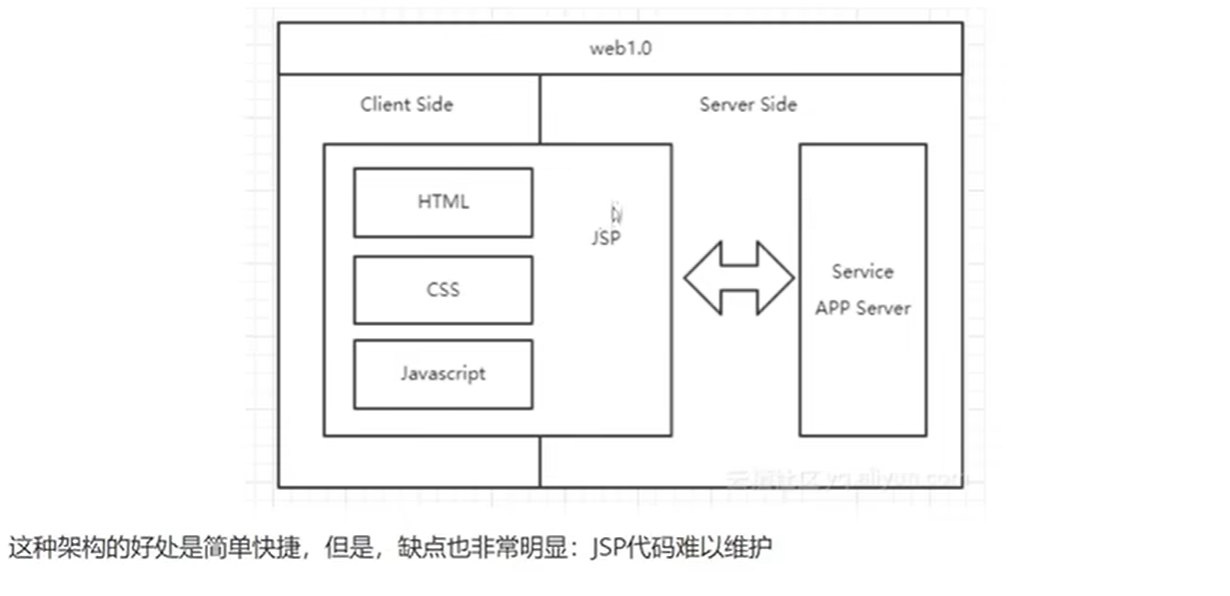 web1.0
Client Side
Server Side
HTML
JSP
CSS
Javascript
Service
APP Server
云栖社区 yq.aliyun.com
这种架构的好处是简单快捷，但是，缺点也非常明显：JSP代码难以维护